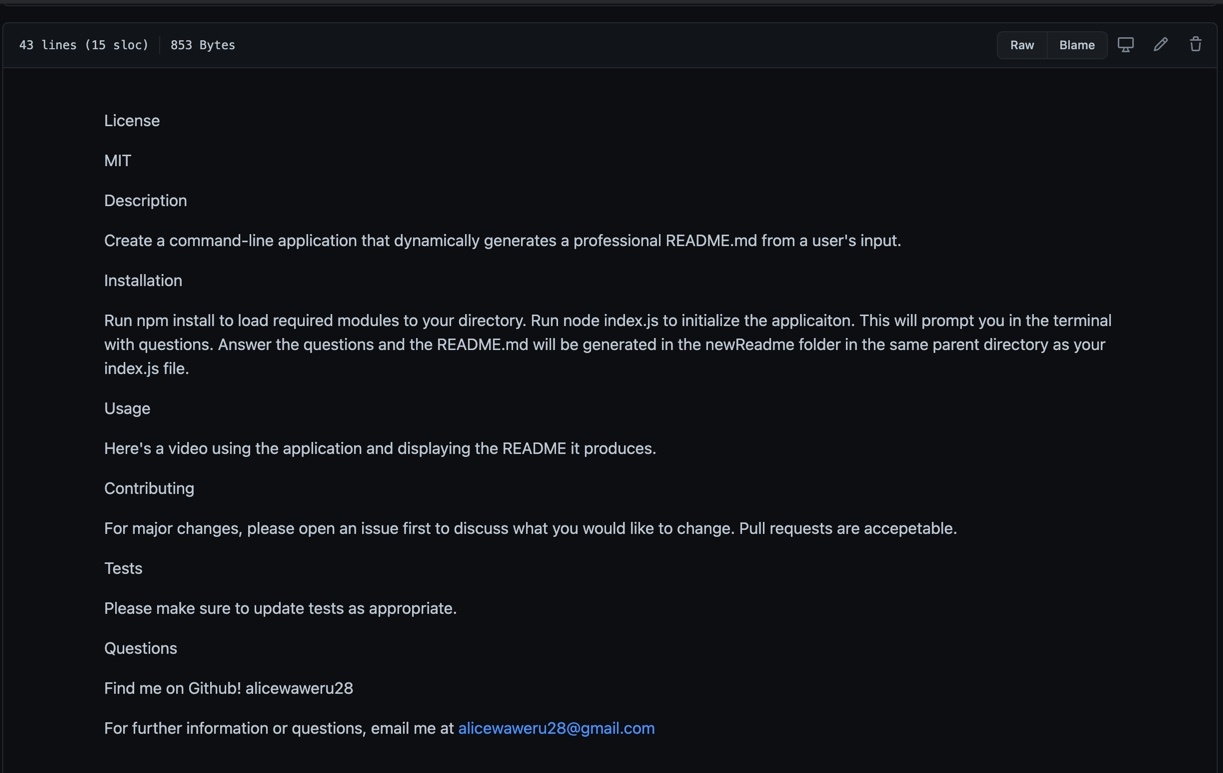 43 lines (15 sloc) 853 Bytes Raw Blame
License
MIT
Description
Create a command-line application that dynamically generates a professional README.md from a user's input.
Installation
Run npm install to load required modules to your directory. Run node index.js to initialize the applicaiton. This will prompt you in the terminal
with questions. Answer the questions and the README.md will be generated in the newReadme folder in the same parent directory as your
index.js file.
Usage
Here's a video using the application and displaying the README it produces.
Contributing
For major changes, please open an issue first to discuss what you would like to change. Pull requests are accepetable.
Tests
Please make sure to update tests as appropriate.
Questions
Find me on Github! alicewaweru28
For further information or questions, email me at alicewaweru28@gmail.com